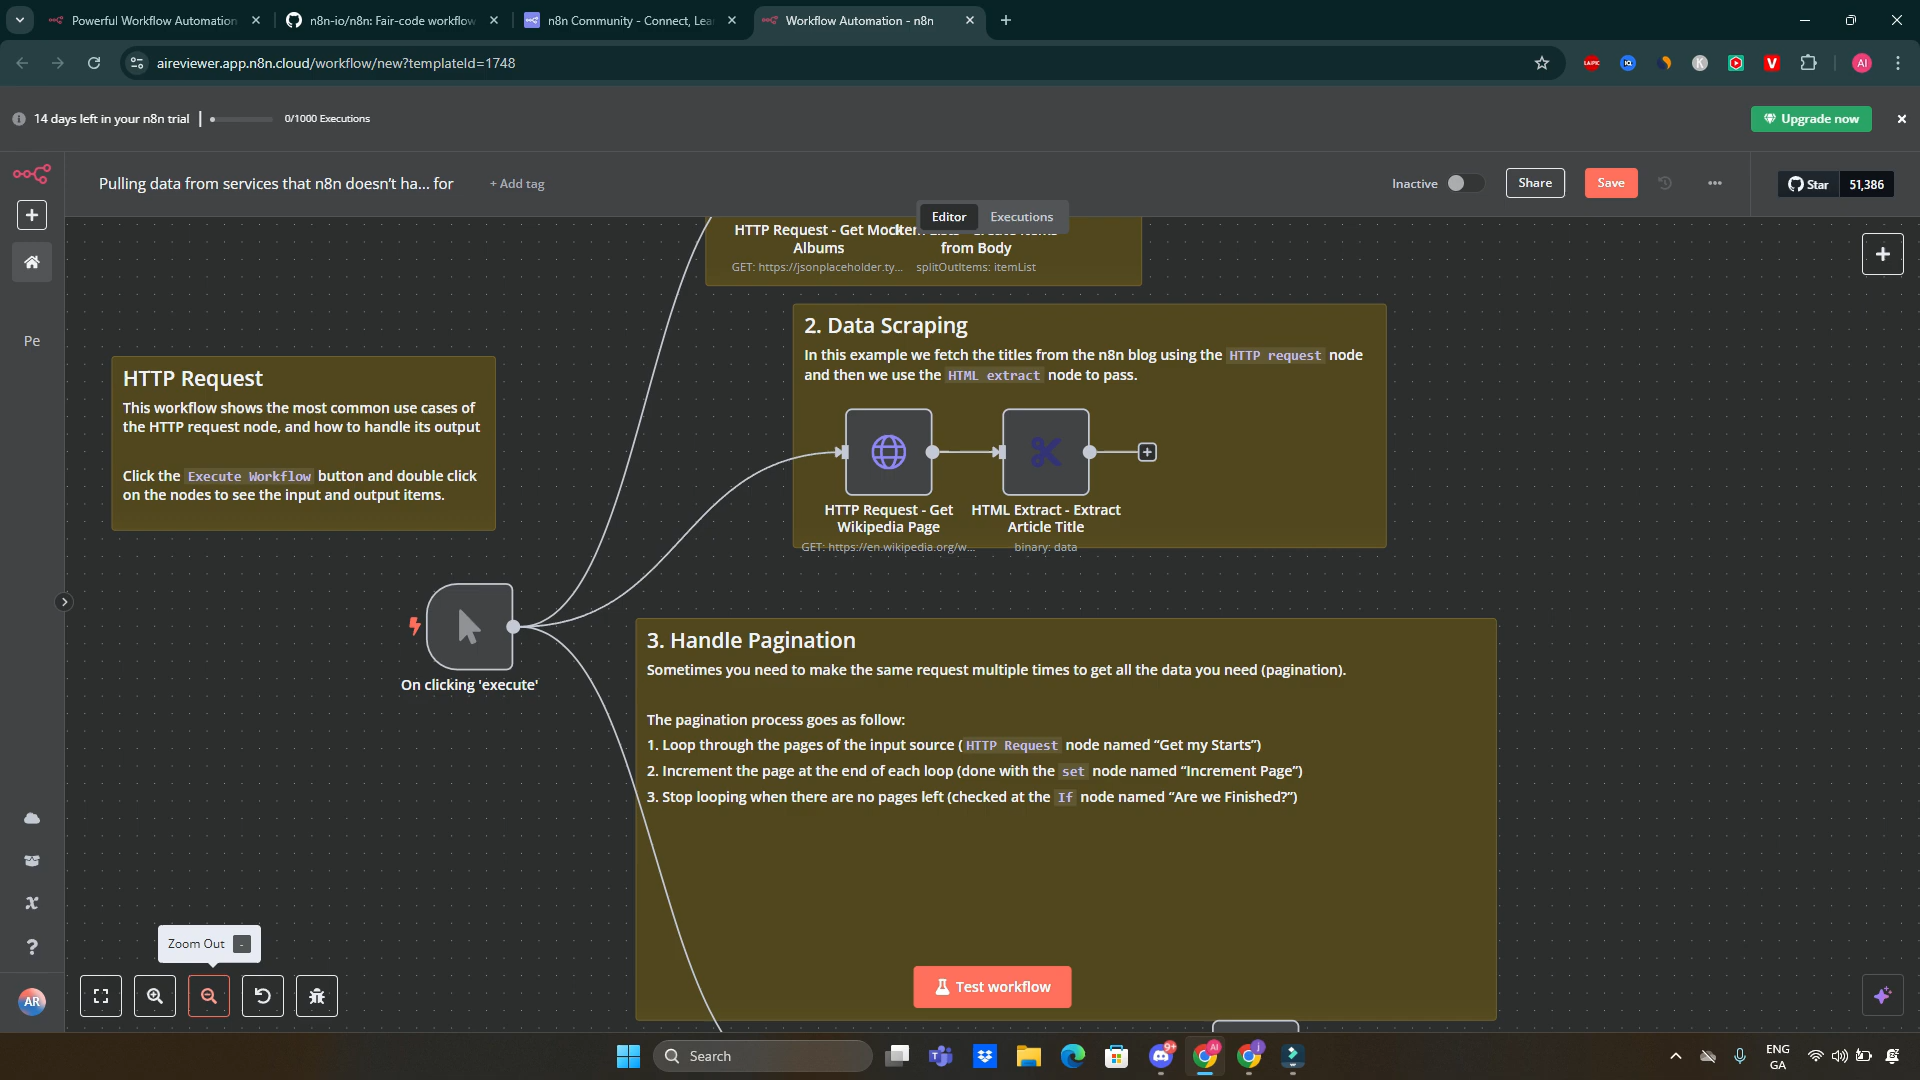 Powerful Workflow Automation
n8n-io/n8n: Fair-code workflow
n8n Community - Connect, Lea
Workflow Automation - n8n
aireviewer.app.n8n.cloud/workflow/new?templateId=1748
LAIPIC
IQ
K
V
AI
14 days left in your n8n trial
0/1000 Executions
Upgrade now
Pulling data from services that n8n doesn't ha... for
+ Add tag
Inactive
Share
Save
Star
51,386
Editor
Executions
Pe
HTTP Request - Get Mock
Albums
GET: https://jsonplaceholder.ty...
from Body
splitOutItems: itemList
2. Data Scraping
In this example we fetch the titles from the n8n blog using the HTTP request node
and then we use the HTML extract node to pass.
HTTP Request - Get
Wikipedia Page
GET: https://en.wikipedia.org/w...
HTML Extract - Extract
Article Title
binary: data
HTTP Request
This workflow shows the most common use cases of
the HTTP request node, and how to handle its output
Click the Execute Workflow button and double click
on the nodes to see the input and output items.
On clicking 'execute'
3. Handle Pagination
Sometimes you need to make the same request multiple times to get all the data you need (pagination).
The pagination process goes as follow:
1. Loop through the pages of the input source (HTTP Request node named “Get my Starts”)
2. Increment the page at the end of each loop (done with the set node named “Increment Page”)
3. Stop looping when there are no pages left (checked at the If node named “Are we Finished?”)
Zoom Out -
Test workflow
AR
Search
9+
AI
j
ENG
GA